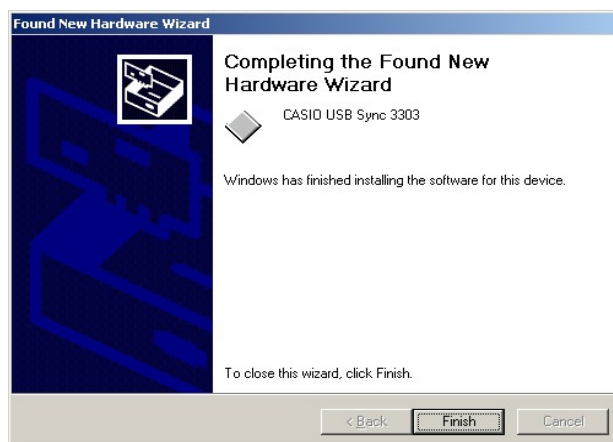 Found New Hardware Wizard
Completing the Found New
Hardware Wizard
CASIO USB Sync 3303
Windows has finished installing the software for this device.
To close this wizard, click Finish.
< Back
Finish
Cancel